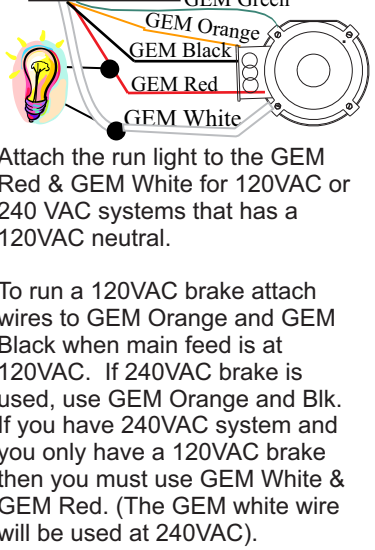 GEM Green
GEM Orange
GEM Black
GEM Red
GEM White
Attach the run light to the GEM
Red & GEM White for 120VAC or
240 VAC systems that has a
120VAC neutral.
To run a 120VAC brake attach
wires to GEM Orange and GEM
Black when main feed is at
120VAC.  If 240VAC brake is
used, use GEM Orange and Blk.
If you have 240VAC system and
you only have a 120VAC brake
then you must use GEM White &
GEM Red. (The GEM white wire
will be used at 240VAC).